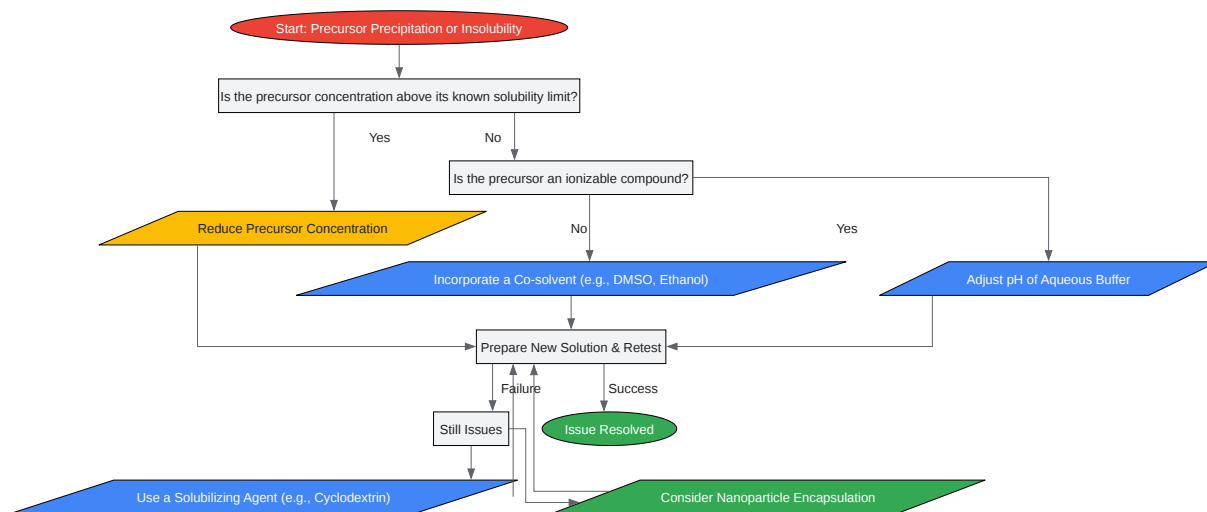 Start: Precursor Precipitation or Insolubility
Is the precursor concentration above its known solubility limit?
Yes
No
Is the precursor an ionizable compound?
Reduce Precursor Concentration
No
Yes
Incorporate a Co-solvent (e.g., DMSO, Ethanol)
Adjust pH of Aqueous Buffer
Prepare New Solution & Retest
Failure
Success
Still Issues
Issue Resolved
Use a Solubilizing Agent (e.g., Cyclodextrin)
Consider Nanoparticle Encapsulation